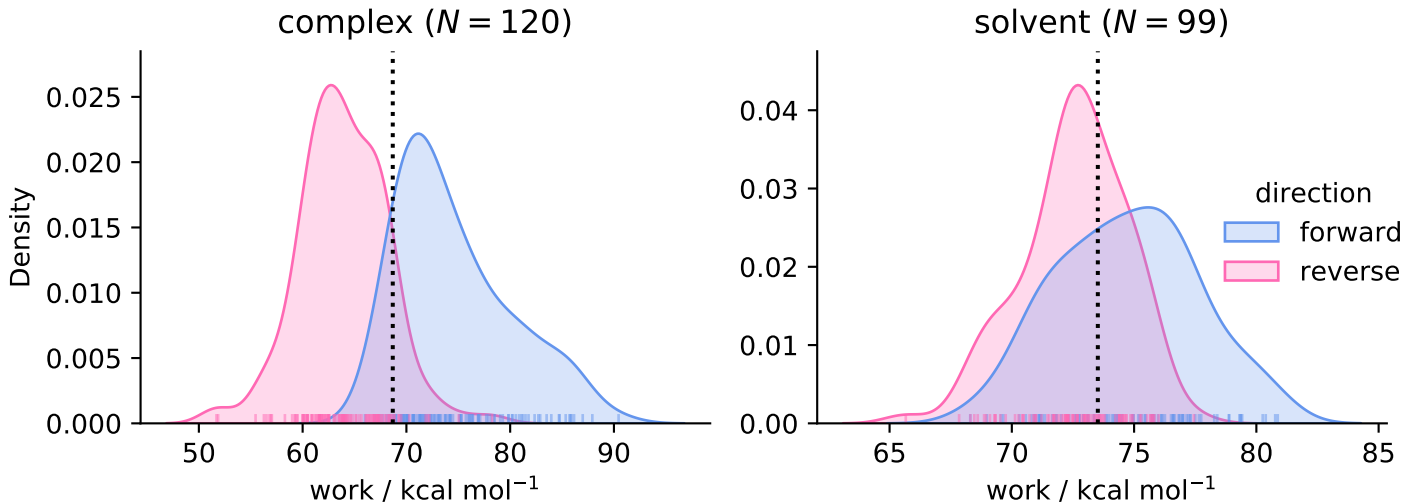 complex (N = 120)
Density
0.025
0.020
0.015
0.010
0.005
0.000
50 60 70 80 90
work / kcal mol⁻¹
solvent (N = 99)
0.04
0.03
0.02
0.01
0.00
65 70 75 80 85
work / kcal mol⁻¹
direction
forward
reverse